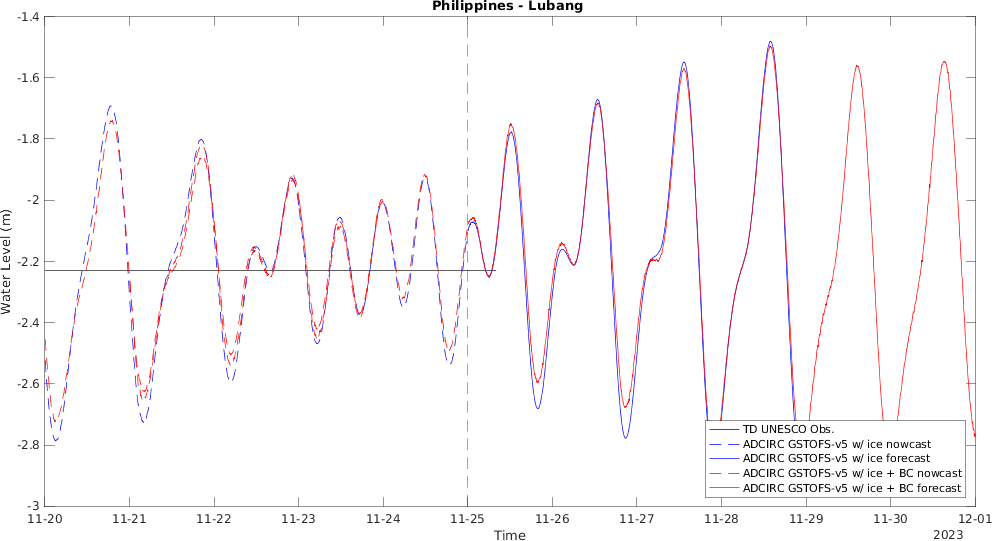 Philippines - Lubang
Water Level (m)
-1.4
-1.6
-1.8
-2
-2.2
-2.4
-2.6
-2.8
-3
TD UNESCO Obs.
ADCIRC GSTOFS-v5 w/ ice nowcast
ADCIRC GSTOFS-v5 w/ ice forecast
ADCIRC GSTOFS-v5 w/ ice + BC nowcast
ADCIRC GSTOFS-v5 w/ ice + BC forecast
11-20 11-21 11-22 11-23 11-24 11-25 11-26 11-27 11-28 11-29 11-30 12-01
Time
2023